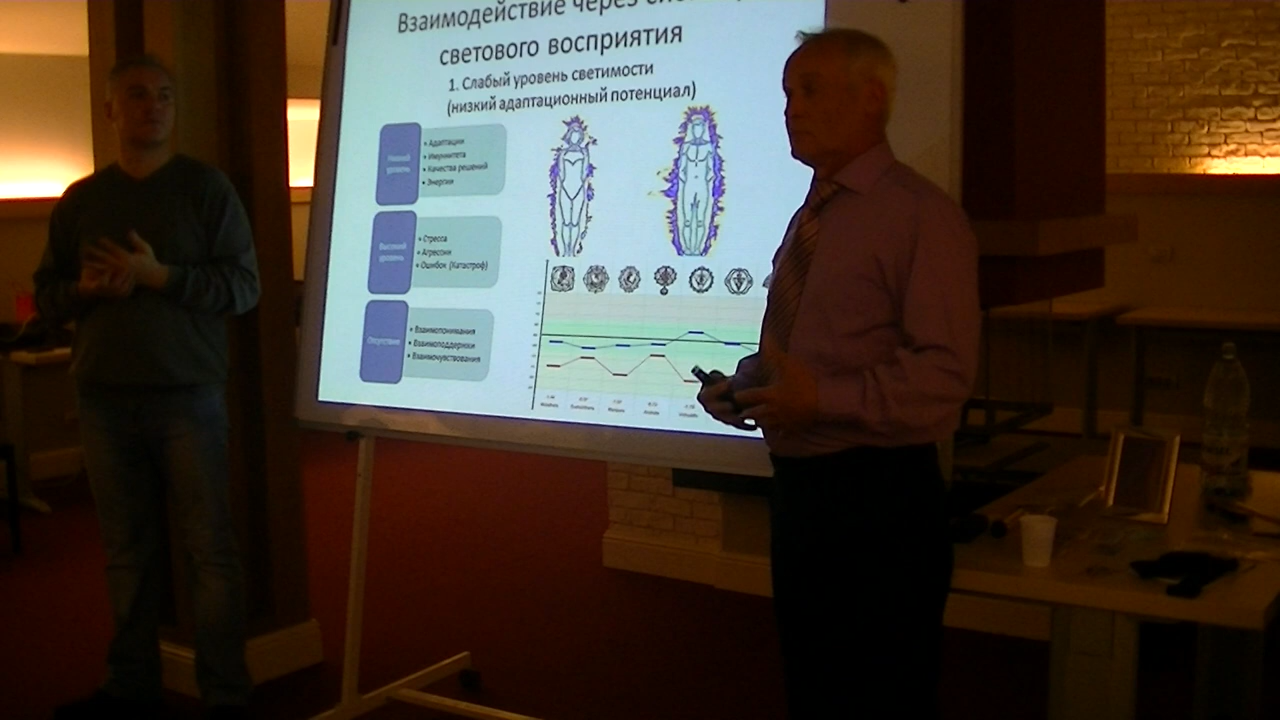 Взаимодействие через
светового восприятия
1. Слабый уровень светимости
(низкий адаптационный потенциал)
Низкий
уровень
• Адаптации
• Имунитета
• Качества решений
• Энергии
Высокий
уровень
• Стресса
• Агрессии
• Ошибок (Катастроф)
Отсутствие
• Взаимопонимания
• Взаимоподдержки
• Взаимочувствования